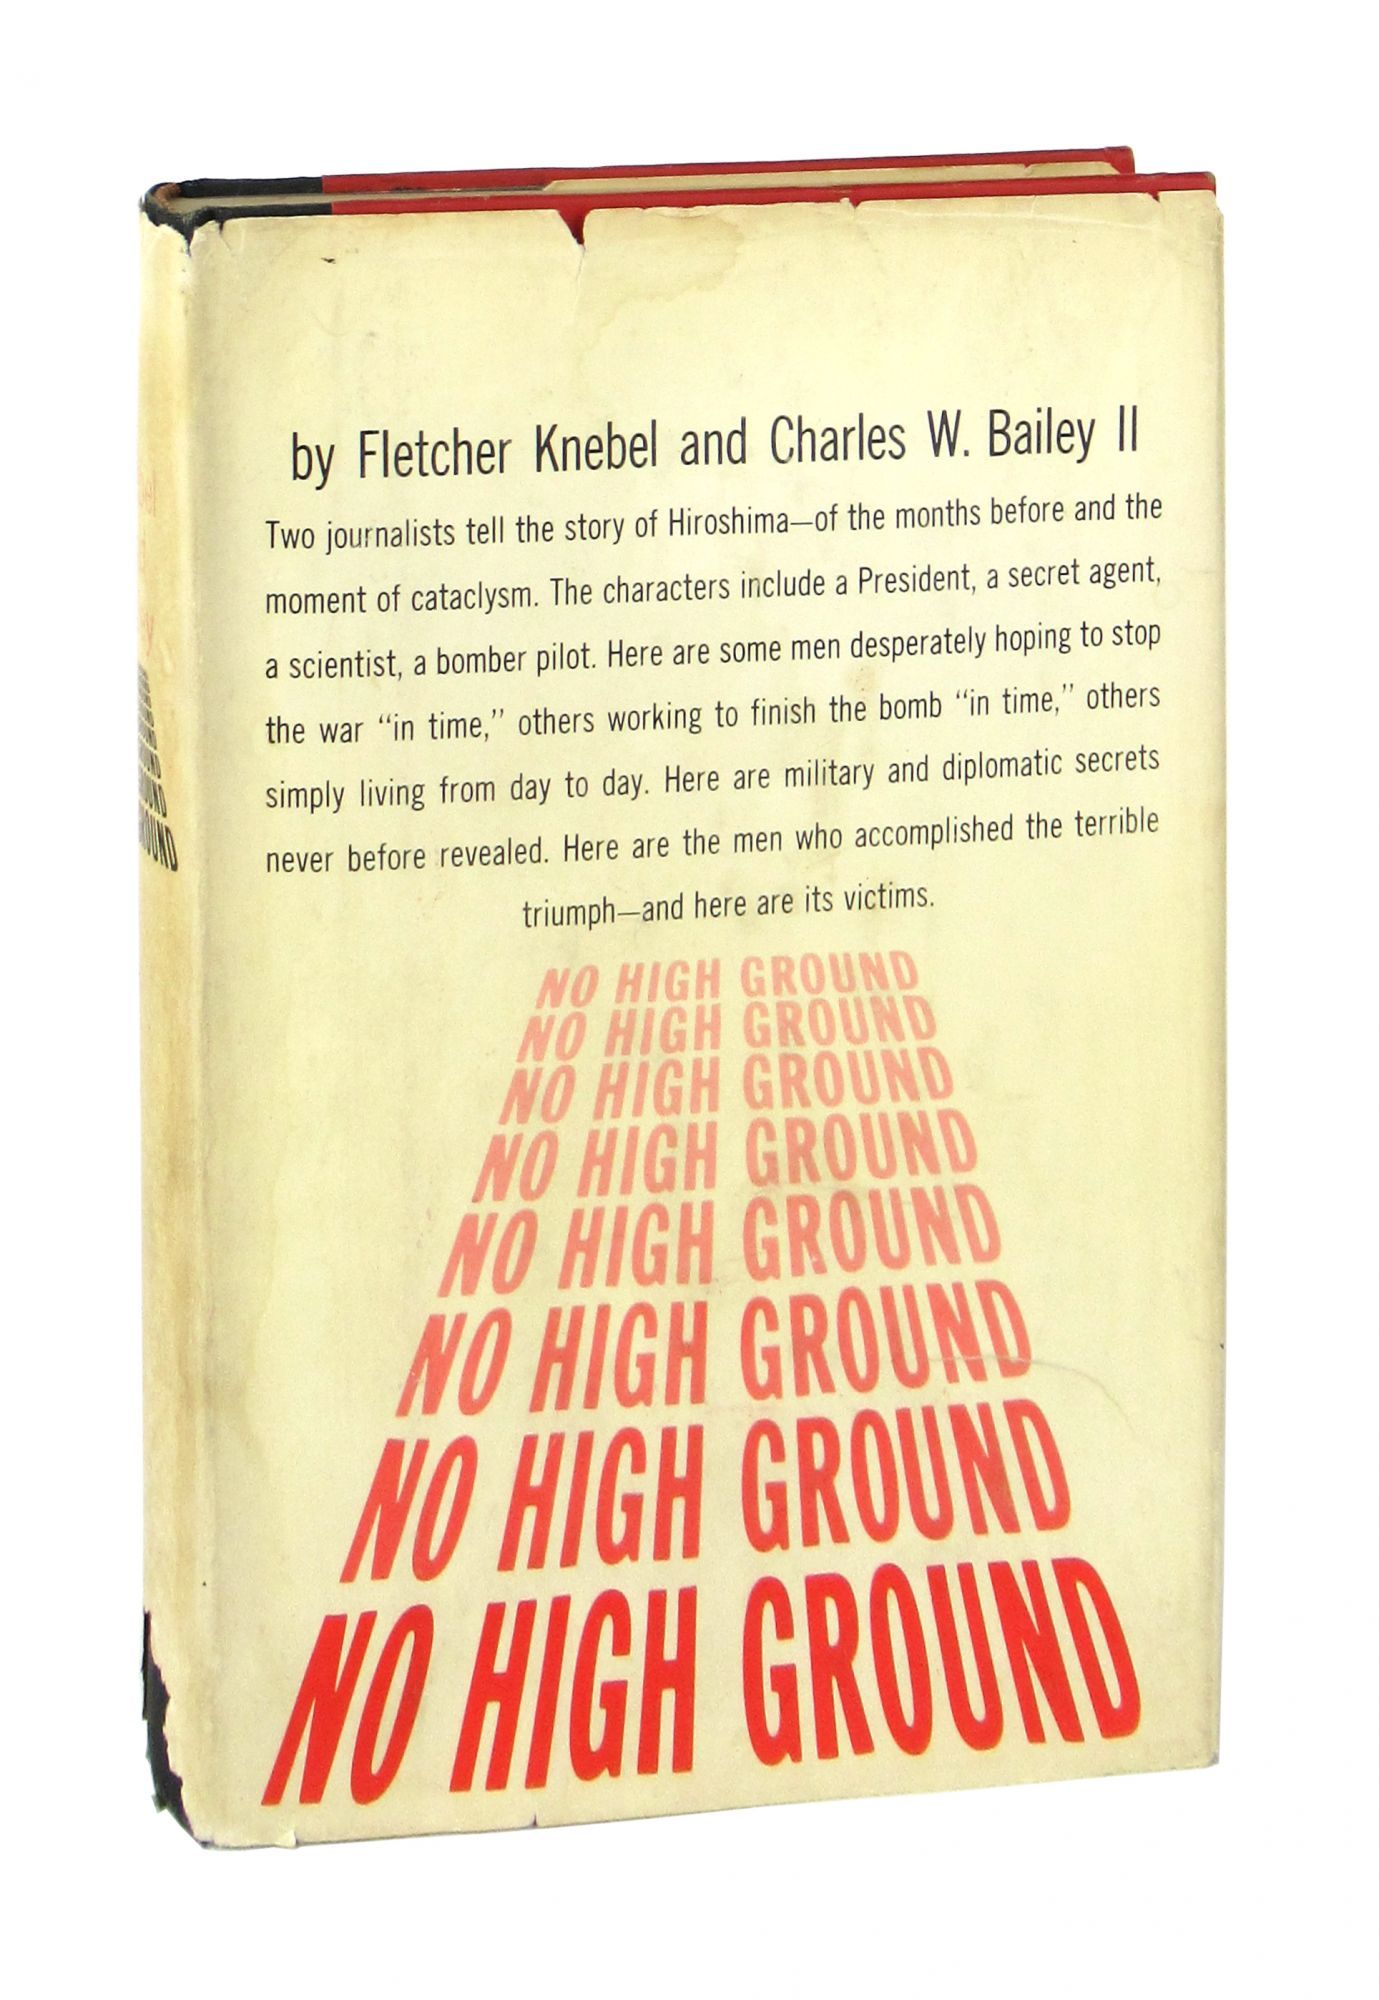 by Fletcher Knebel and Charles W. Bailey II
Two journalists tell the story of Hiroshima—of the months before and the
moment of cataclysm. The characters include a President, a secret agent,
a scientist, a bomber pilot. Here are some men desperately hoping to stop
the war “in time,” others working to finish the bomb “in time,” others
simply living from day to day. Here are military and diplomatic secrets
never before revealed. Here are the men who accomplished the terrible
triumph—and here are its victims.
NO HIGH GROUND
NO HIGH GROUND
NO HIGH GROUND
NO HIGH GROUND
NO HIGH GROUND
NO HIGH GROUND
NO HIGH GROUND
NO HIGH GROUND